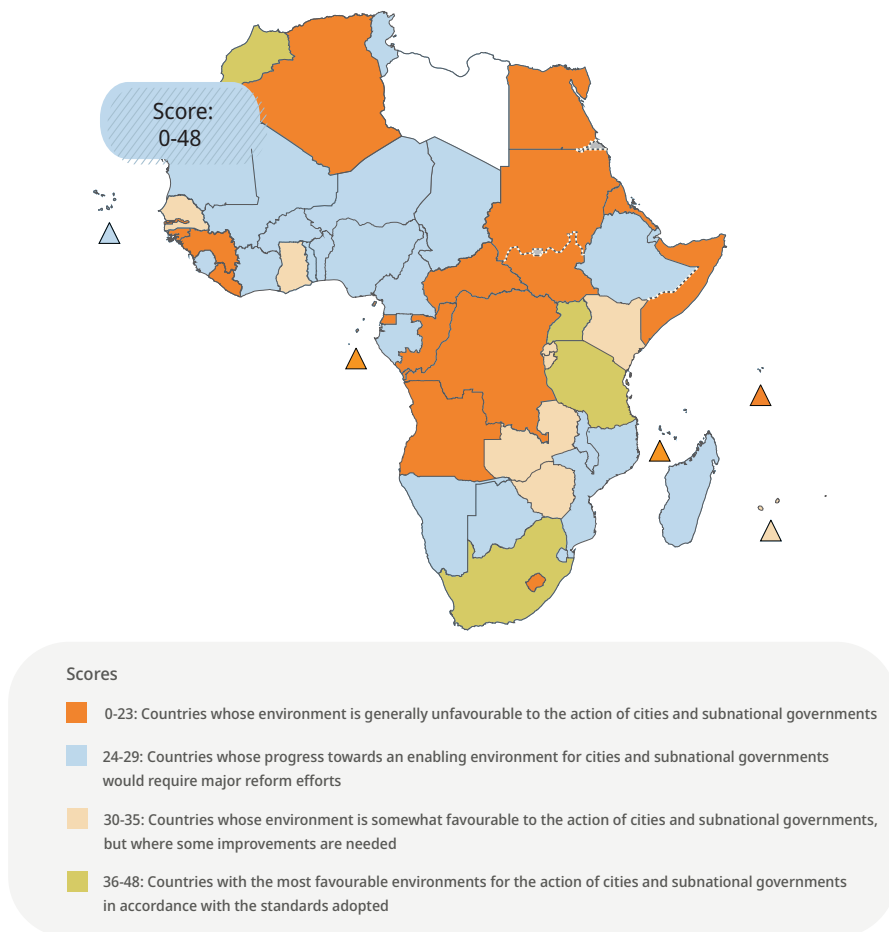 Score:
0-48
Scores
0-23: Countries whose environment is generally unfavourable to the action of cities and subnational governments
24-29: Countries whose progress towards an enabling environment for cities and subnational governments
would require major reform efforts
30-35: Countries whose environment is somewhat favourable to the action of cities and subnational governments,
but where some improvements are needed
36-48: Countries with the most favourable environments for the action of cities and subnational governments
in accordance with the standards adopted